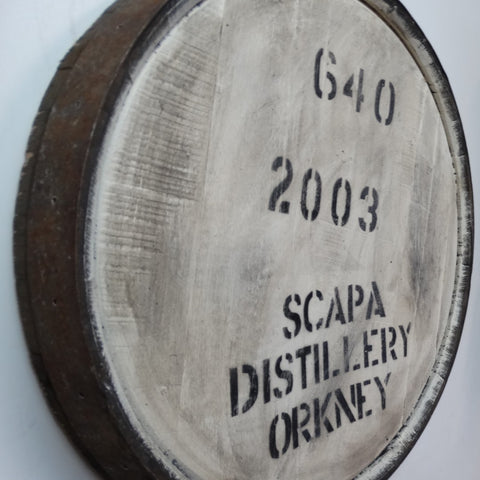 640
2003
SCAPA
DISTILLERY
ORKNEY